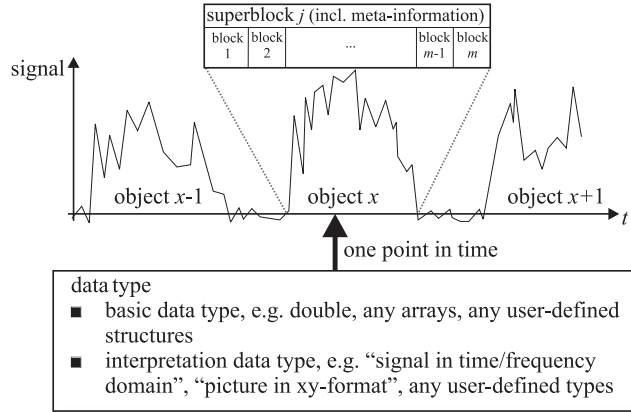 superblock j (incl. meta-information)
block 1
block 2
...
block m-1
block m
signal
object x-1
object x
object x+1
t
one point in time
data type
■ basic data type, e.g. double, any arrays, any user-defined
structures
■ interpretation data type, e.g. “signal in time/frequency
domain”, “picture in xy-format”, any user-defined types